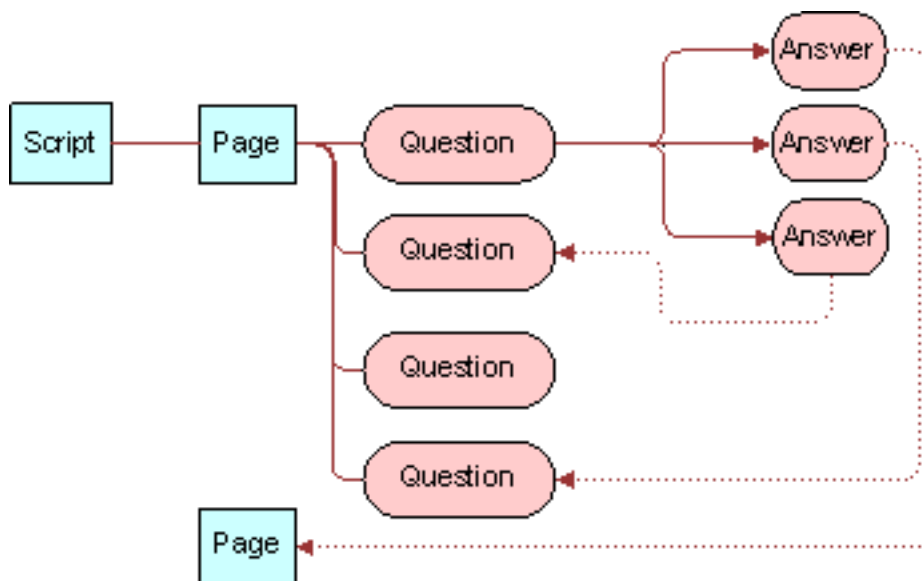 Answer
Script
Page
Question
Answer
Question
Answer
Question
Question
Page